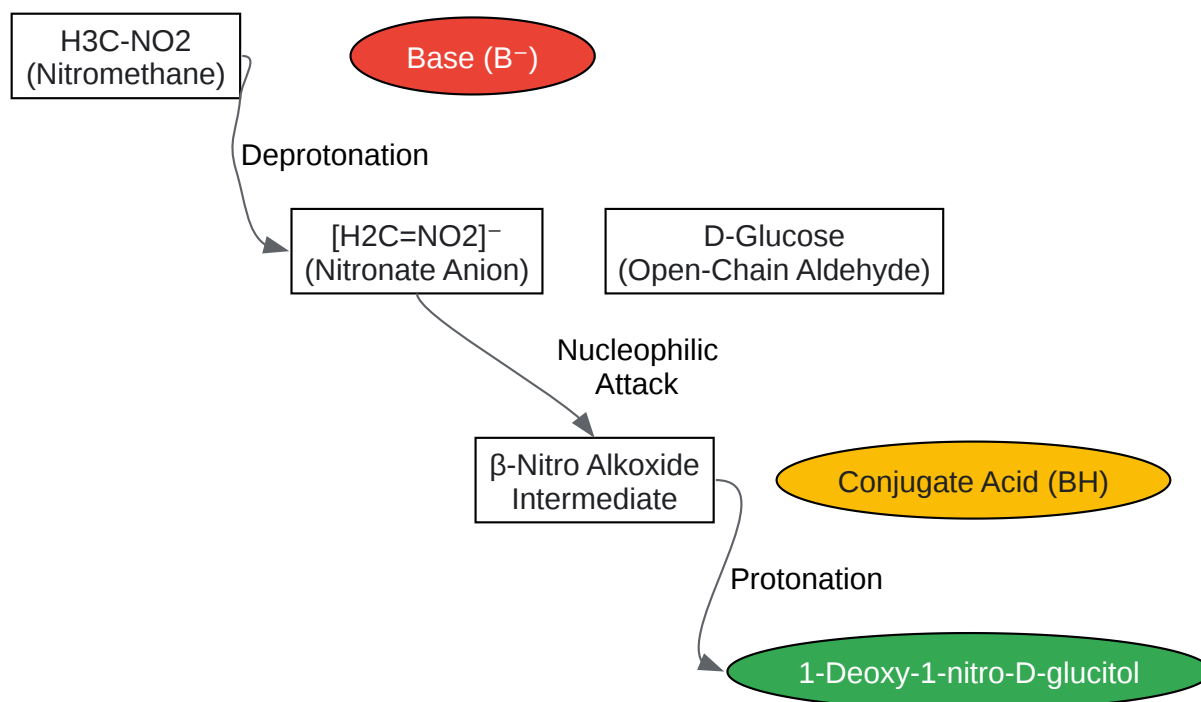 H3C-NO2
(Nitromethane)
Base (B⁻)
Deprotonation
[H2C=NO2]⁻
(Nitronate Anion)
D-Glucose
(Open-Chain Aldehyde)
Nucleophilic
Attack
β-Nitro Alkoxide
Intermediate
Conjugate Acid (BH)
Protonation
1-Deoxy-1-nitro-D-glucitol